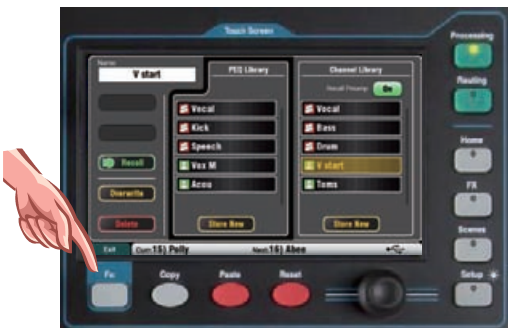 Touch Screen
Processing
Name
V start
PEQ Library
Channel Library
Recall Preamp On
Routing
Vocal
Vocal
Kick
Bass
Home
Speech
Drum
Recall
Vox M
V start
Acou
Toms
Overwrite
FX
Delete
Store New
Store New
Scenes
Exit
Curr:15) Polly
Next:16) Abee
Fn
Copy
Paste
Reset
Setup